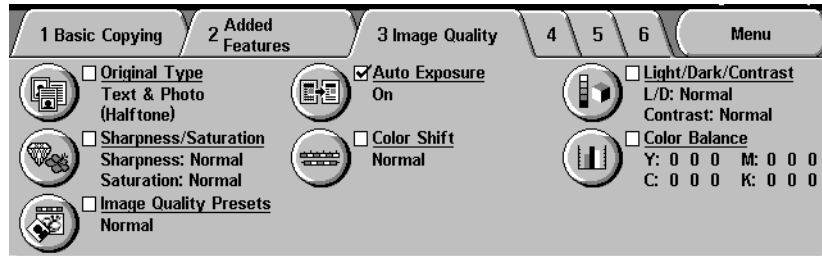 1 Basic Copying
2 Added Features
3 Image Quality
4
5
6
Menu
Original Type
Text & Photo
(Halftone)
Auto Exposure
On
Light/Dark/Contrast
L/D: Normal
Contrast: Normal
Sharpness/Saturation
Sharpness: Normal
Saturation: Normal
Color Shift
Normal
Color Balance
Y: 0 0 0 M: 0 0 0
C: 0 0 0 K: 0 0 0
Image Quality Presets
Normal